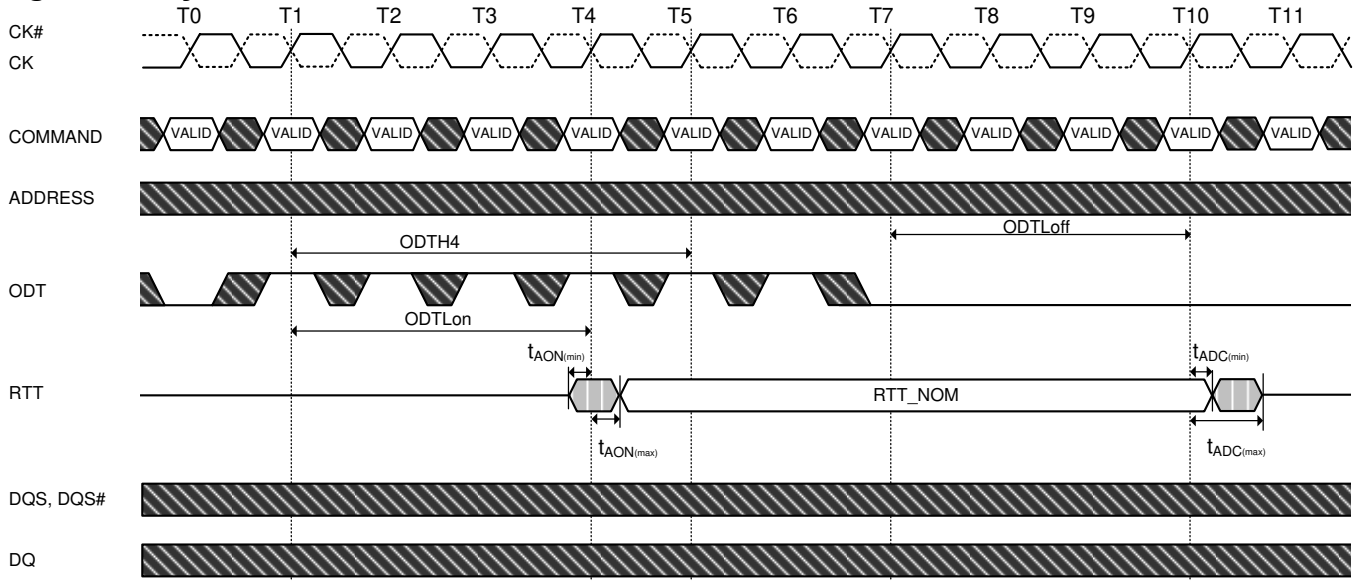 T0 T1 T2 T3 T4 T5 T6 T7 T8 T9 T10 T11
CK#
CK
COMMAND VALID VALID VALID VALID VALID VALID VALID VALID VALID VALID VALID VALID
ADDRESS
ODTLoff
ODTH4
ODT
ODTLon
tAON(min) tADC(min)
RTT RTT_NOM
tAON(max) tADC(max)
DQS, DQS#
DQ